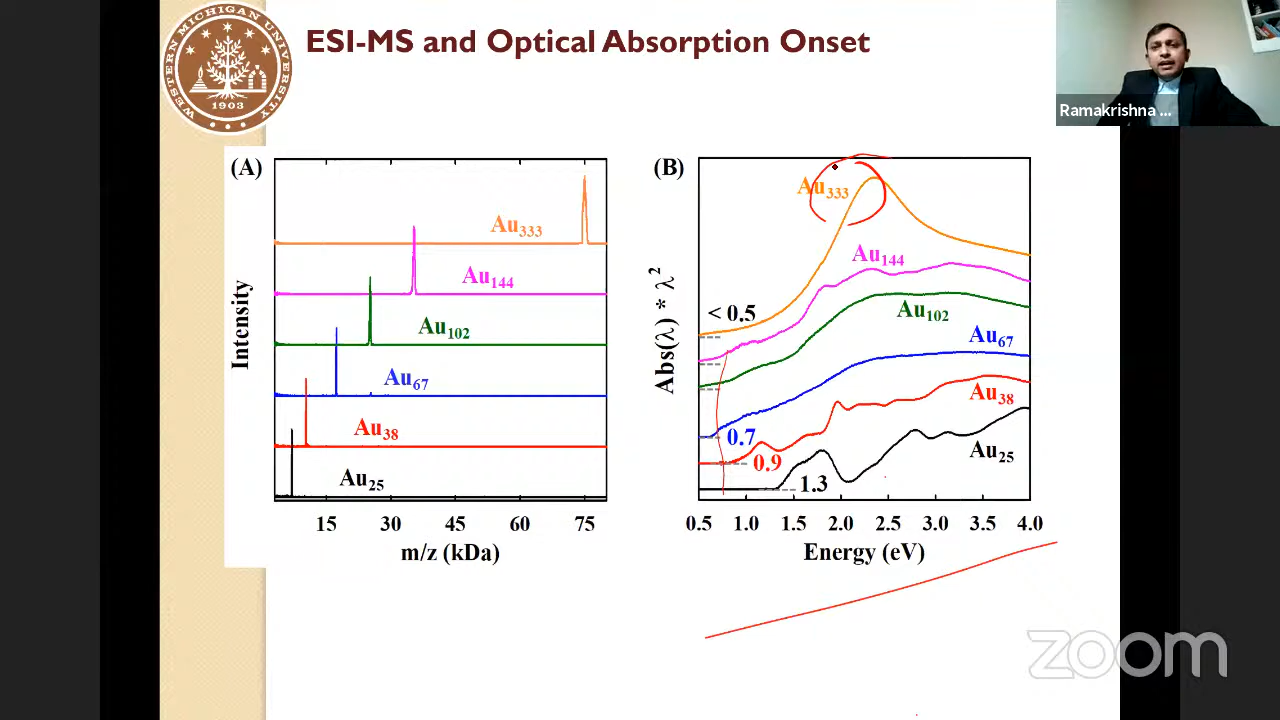 ESI-MS and Optical Absorption Onset
WESTERN MICHIGAN UNIVERSITY
1903
Ramakrishna ...
(A)
Au333
Au144
Au102
Au67
Au38
Au25
Intensity
15 30 45 60 75
m/z (kDa)
(B)
Au333
Au144
Au102
Au67
Au38
Au25
< 0.5
0.7
0.9
1.3
Abs(λ) * λ²
0.5 1.0 1.5 2.0 2.5 3.0 3.5 4.0
Energy (eV)
zoom